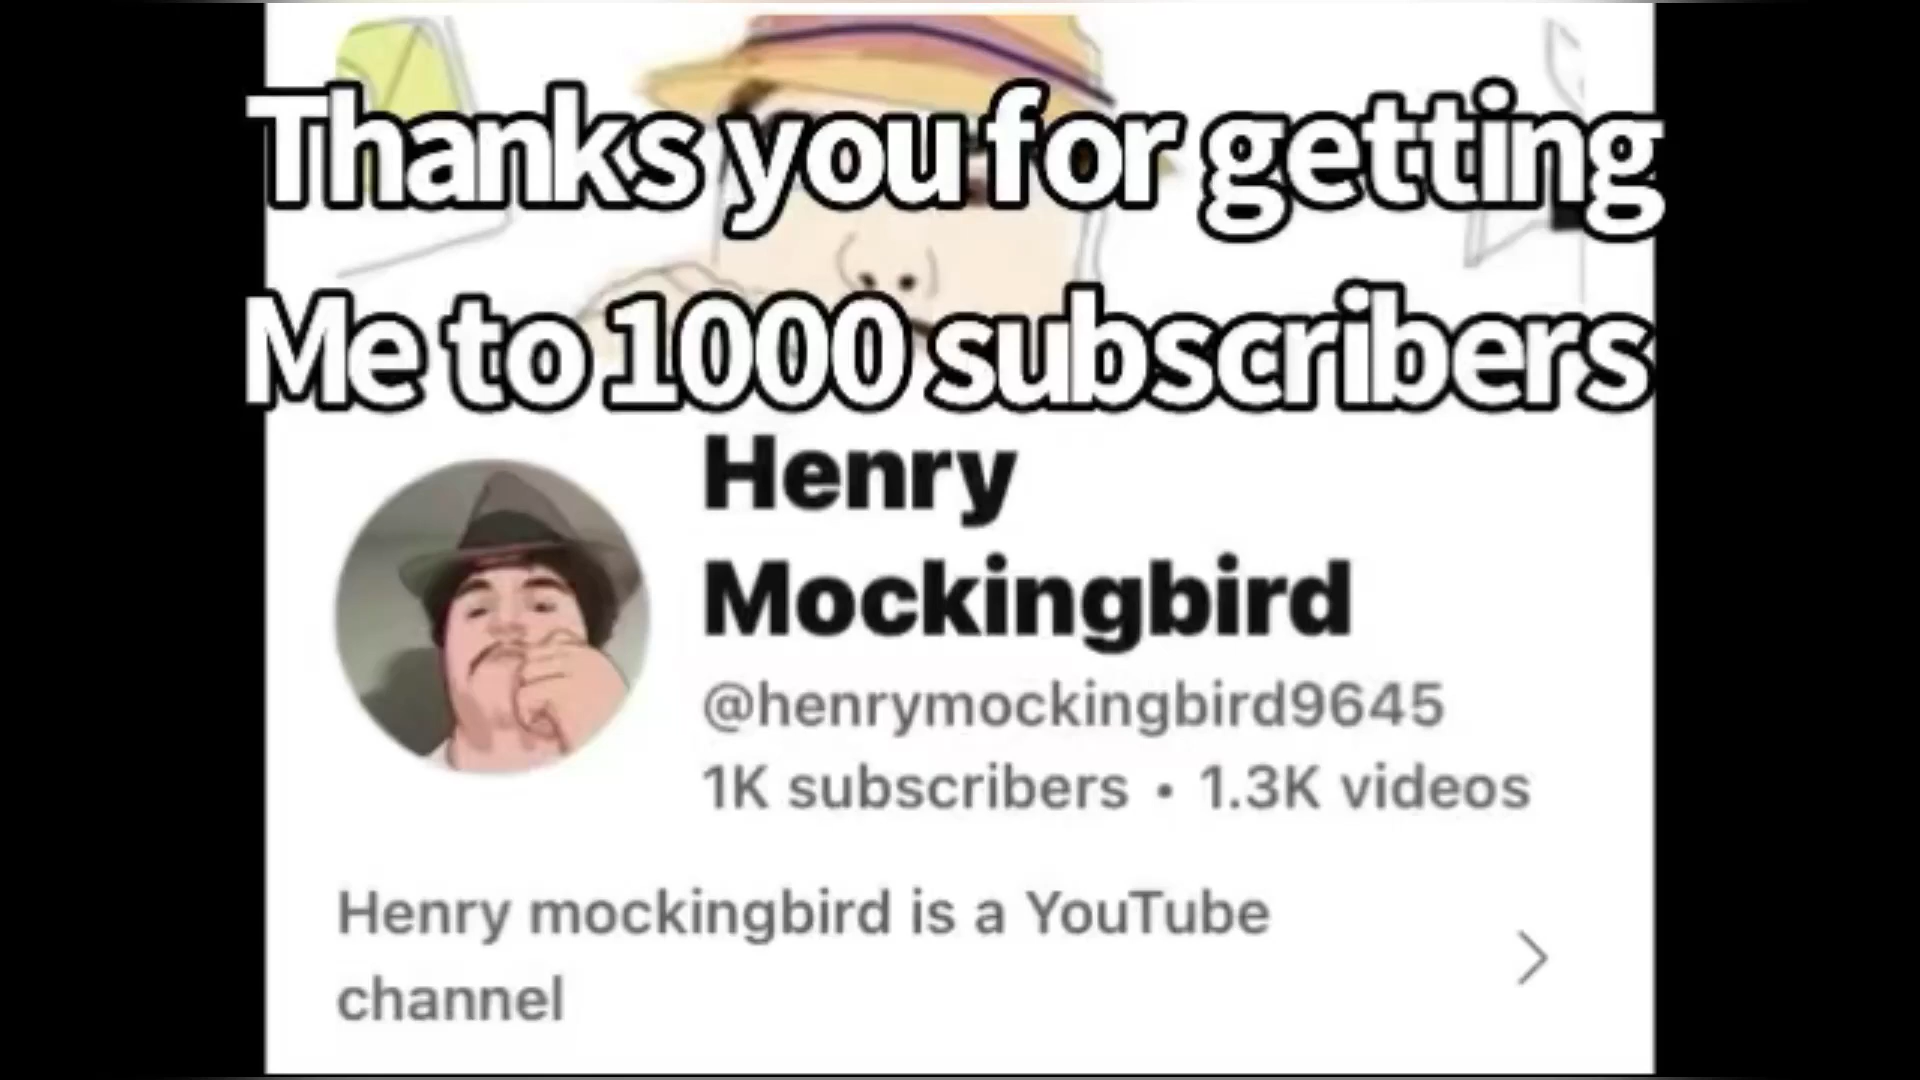 Thanks you for getting
Me to 1000 subscribers
Henry
Mockingbird
@henrymockingbird9645
1K subscribers • 1.3K videos
Henry mockingbird is a YouTube
channel